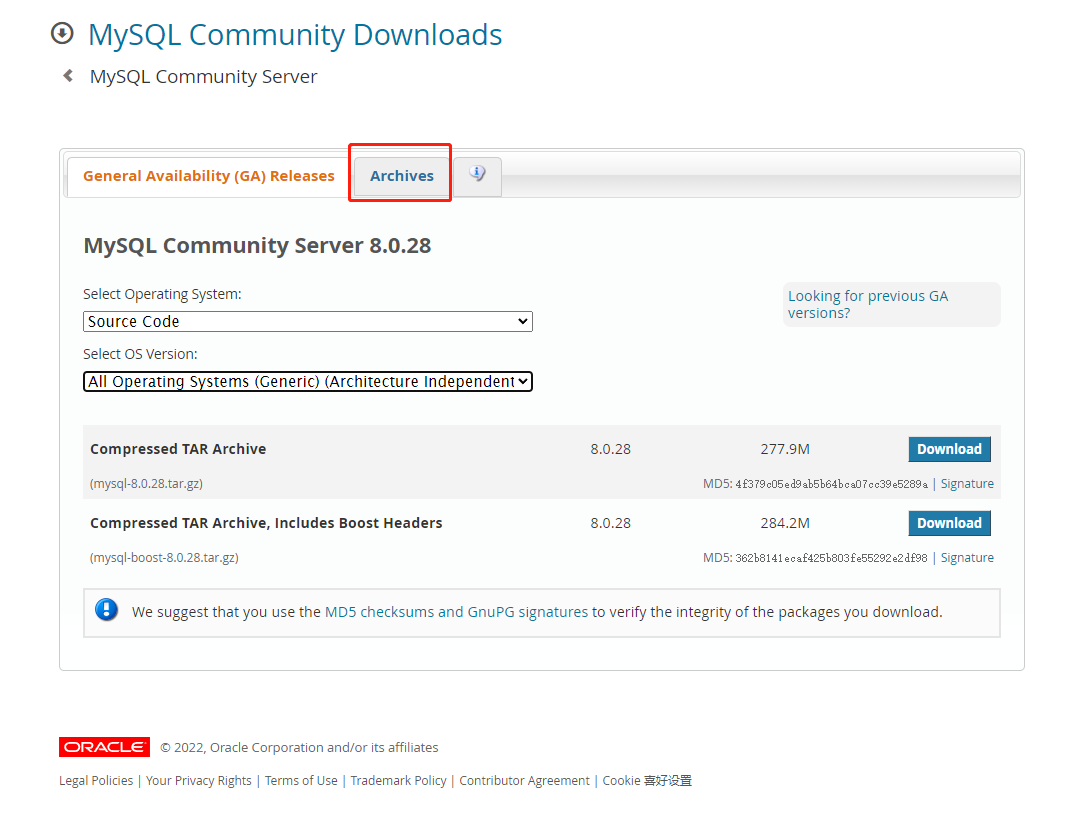 MySQL Community Downloads
MySQL Community Server
General Availability (GA) Releases
Archives
MySQL Community Server 8.0.28
Select Operating System:
Looking for previous GA
versions?
Source Code
Select OS Version:
All Operating Systems (Generic) (Architecture Independent
Compressed TAR Archive 8.0.28 277.9M Download
(mysql-8.0.28.tar.gz) MD5: 4f379c05ed9ab5b64bca07cc39e5289a | Signature
Compressed TAR Archive, Includes Boost Headers 8.0.28 284.2M Download
(mysql-boost-8.0.28.tar.gz) MD5: 362b8141ecaf425b803fe55292e2df98 | Signature
We suggest that you use the MD5 checksums and GnuPG signatures to verify the integrity of the packages you download.
ORACLE © 2022, Oracle Corporation and/or its affiliates
Legal Policies | Your Privacy Rights | Terms of Use | Trademark Policy | Contributor Agreement | Cookie 喜好设置